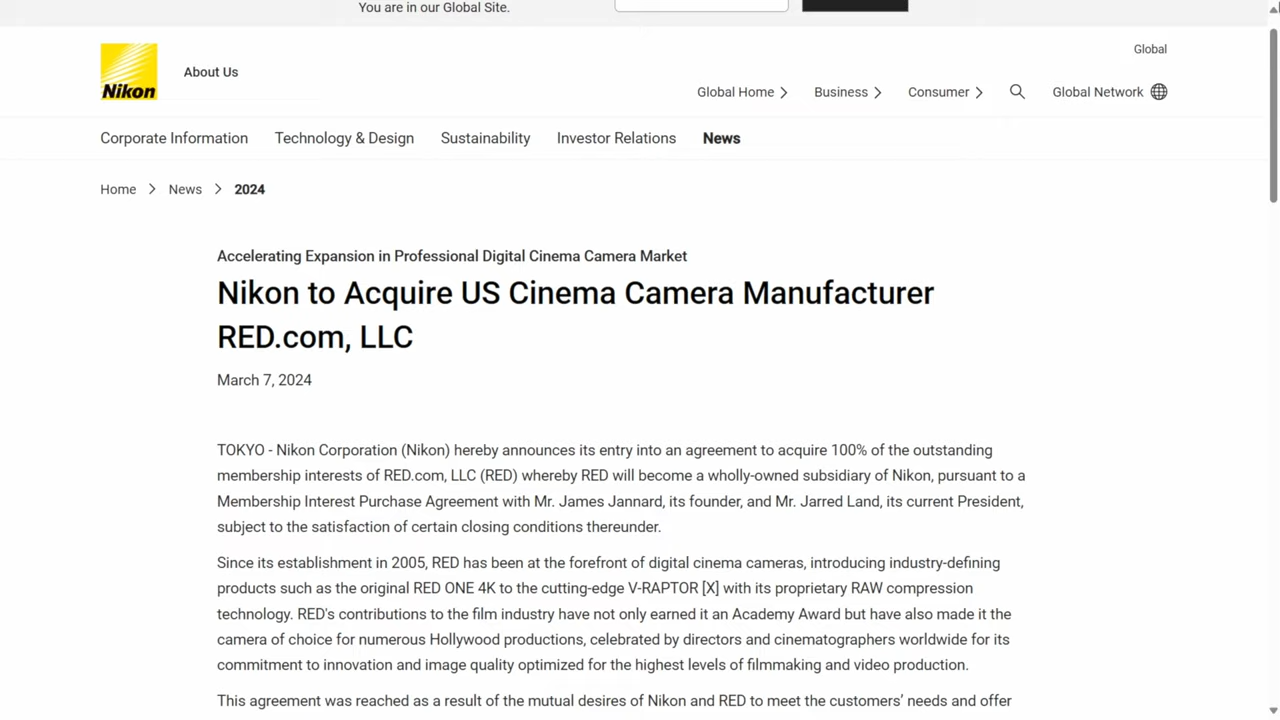 You are in our Global Site.
Nikon
About Us
Global
Global Home
Business
Consumer
Global Network
Corporate Information
Technology & Design
Sustainability
Investor Relations
News
Home
News
2024
Accelerating Expansion in Professional Digital Cinema Camera Market
Nikon to Acquire US Cinema Camera Manufacturer
RED.com, LLC
March 7, 2024
TOKYO - Nikon Corporation (Nikon) hereby announces its entry into an agreement to acquire 100% of the outstanding
membership interests of RED.com, LLC (RED) whereby RED will become a wholly-owned subsidiary of Nikon, pursuant to a
Membership Interest Purchase Agreement with Mr. James Jannard, its founder, and Mr. Jarred Land, its current President,
subject to the satisfaction of certain closing conditions thereunder.
Since its establishment in 2005, RED has been at the forefront of digital cinema cameras, introducing industry-defining
products such as the original RED ONE 4K to the cutting-edge V-RAPTOR [X] with its proprietary RAW compression
technology. RED's contributions to the film industry have not only earned it an Academy Award but have also made it the
camera of choice for numerous Hollywood productions, celebrated by directors and cinematographers worldwide for its
commitment to innovation and image quality optimized for the highest levels of filmmaking and video production.
This agreement was reached as a result of the mutual desires of Nikon and RED to meet the customers’ needs and offer